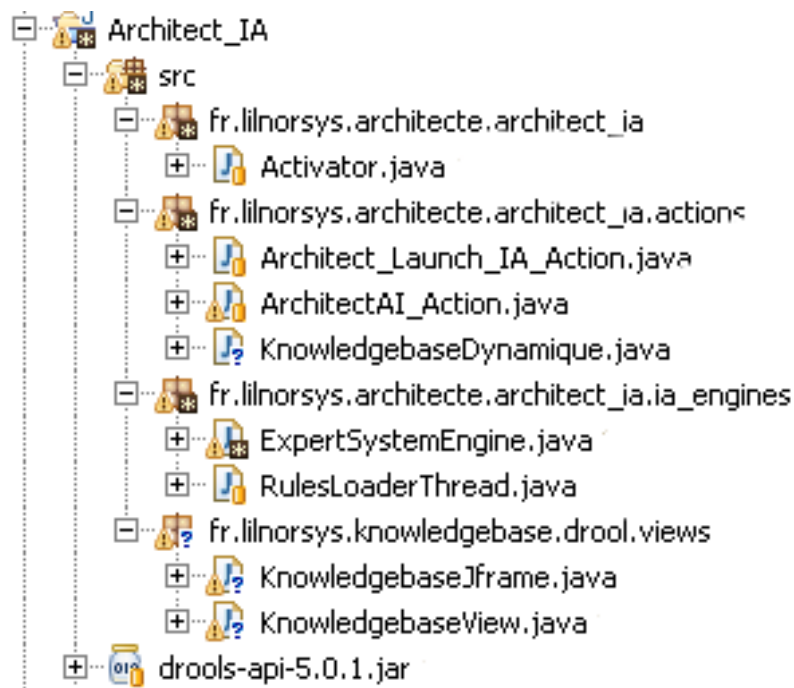 Architect_IA
src
fr.lilnorsys.architecte.architect_ia
Activator.java
fr.lilnorsys.architecte.architect_ia.actions
Architect_Launch_IA_Action.java
ArchitectAI_Action.java
KnowledgebaseDynamique.java
fr.lilnorsys.architecte.architect_ia.ia_engines
ExpertSystemEngine.java
RulesLoaderThread.java
fr.lilnorsys.knowledgebase.drool.views
KnowledgebaseJframe.java
KnowledgebaseView.java
drools-api-5.0.1.jar